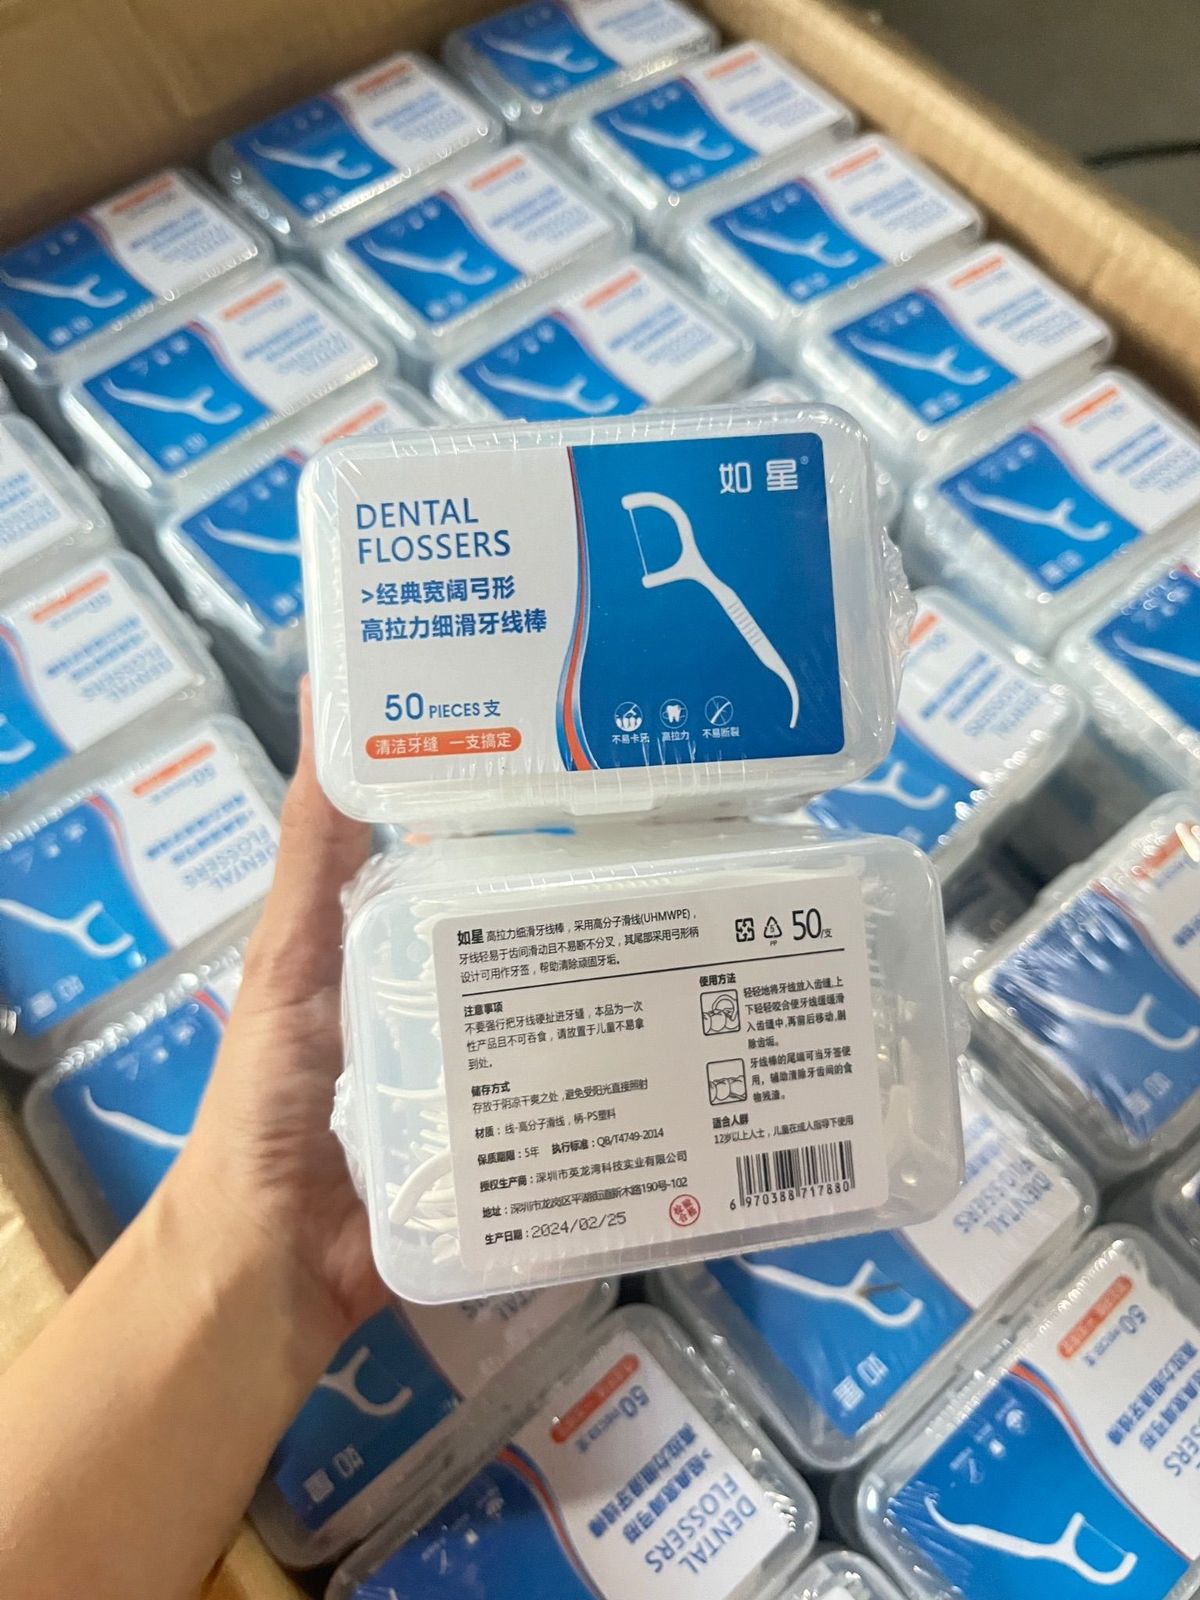 如星®
DENTAL
FLOSSERS
>经典宽阔弓形
高拉力细滑牙线棒
50 PIECES 支
清洁牙缝 一支搞定
不易卡牙 高拉力 不易断裂
如星 高拉力细滑牙线棒，采用高分子滑线(UHMWPE)，
牙线轻易于齿间滑动且不易断不分叉，其尾部采用弓形柄
设计可用作牙签，帮助清除顽固牙垢。
5
PP
50/支
注意事项
不要强行把牙线硬扯进牙缝，本品为一次
性产品且不可吞食，请放置于儿童不易拿
到处。
储存方式
存放于阴凉干爽之处，避免受阳光直接照射
材质：线-高分子滑线，柄-PS塑料
保质期限：5年 执行标准：QB/T4749-2014
授权生产商：深圳市英龙湾科技实业有限公司
地址：深圳市龙岗区平湖街道新木路190号-102
生产日期：2024/02/25
检验
合格
使用方法
轻轻地将牙线放入齿缝,上
下轻轻咬合使牙线缓缓滑
入齿缝中,再前后移动,剔
除齿垢。
牙线棒的尾端可当牙签使
用，辅助清除牙齿间的食
物残渣。
适合人群
12岁以上人士，儿童在成人指导下使用
6 970388 717880